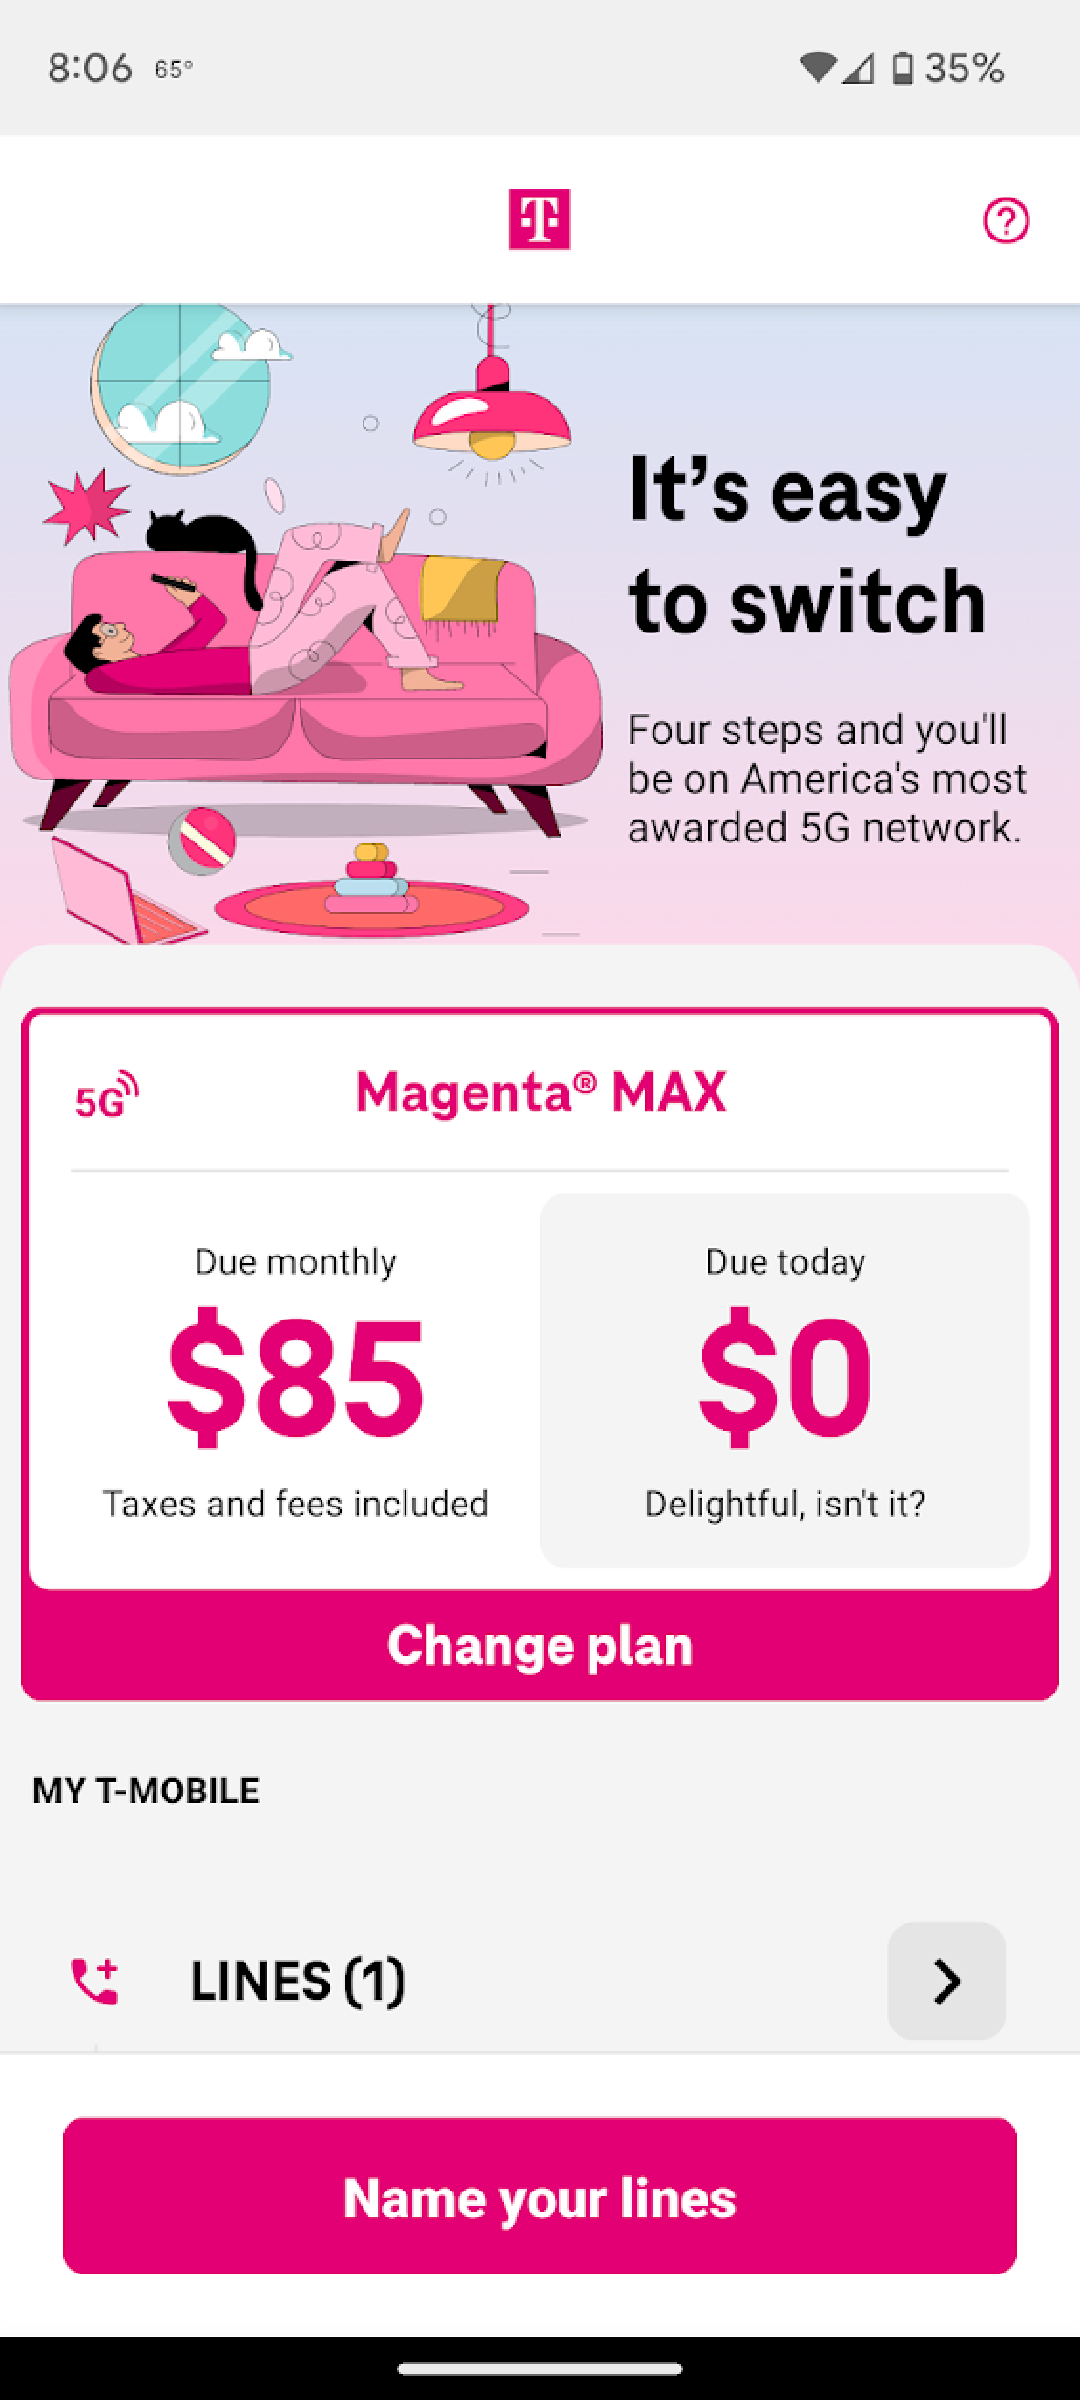 8:06 65° 35%
T
It’s easy
to switch
Four steps and you'll
be on America's most
awarded 5G network.
5G Magenta® MAX
Due monthly
$85
Taxes and fees included
Due today
$0
Delightful, isn't it?
Change plan
MY T-MOBILE
LINES (1)
Name your lines